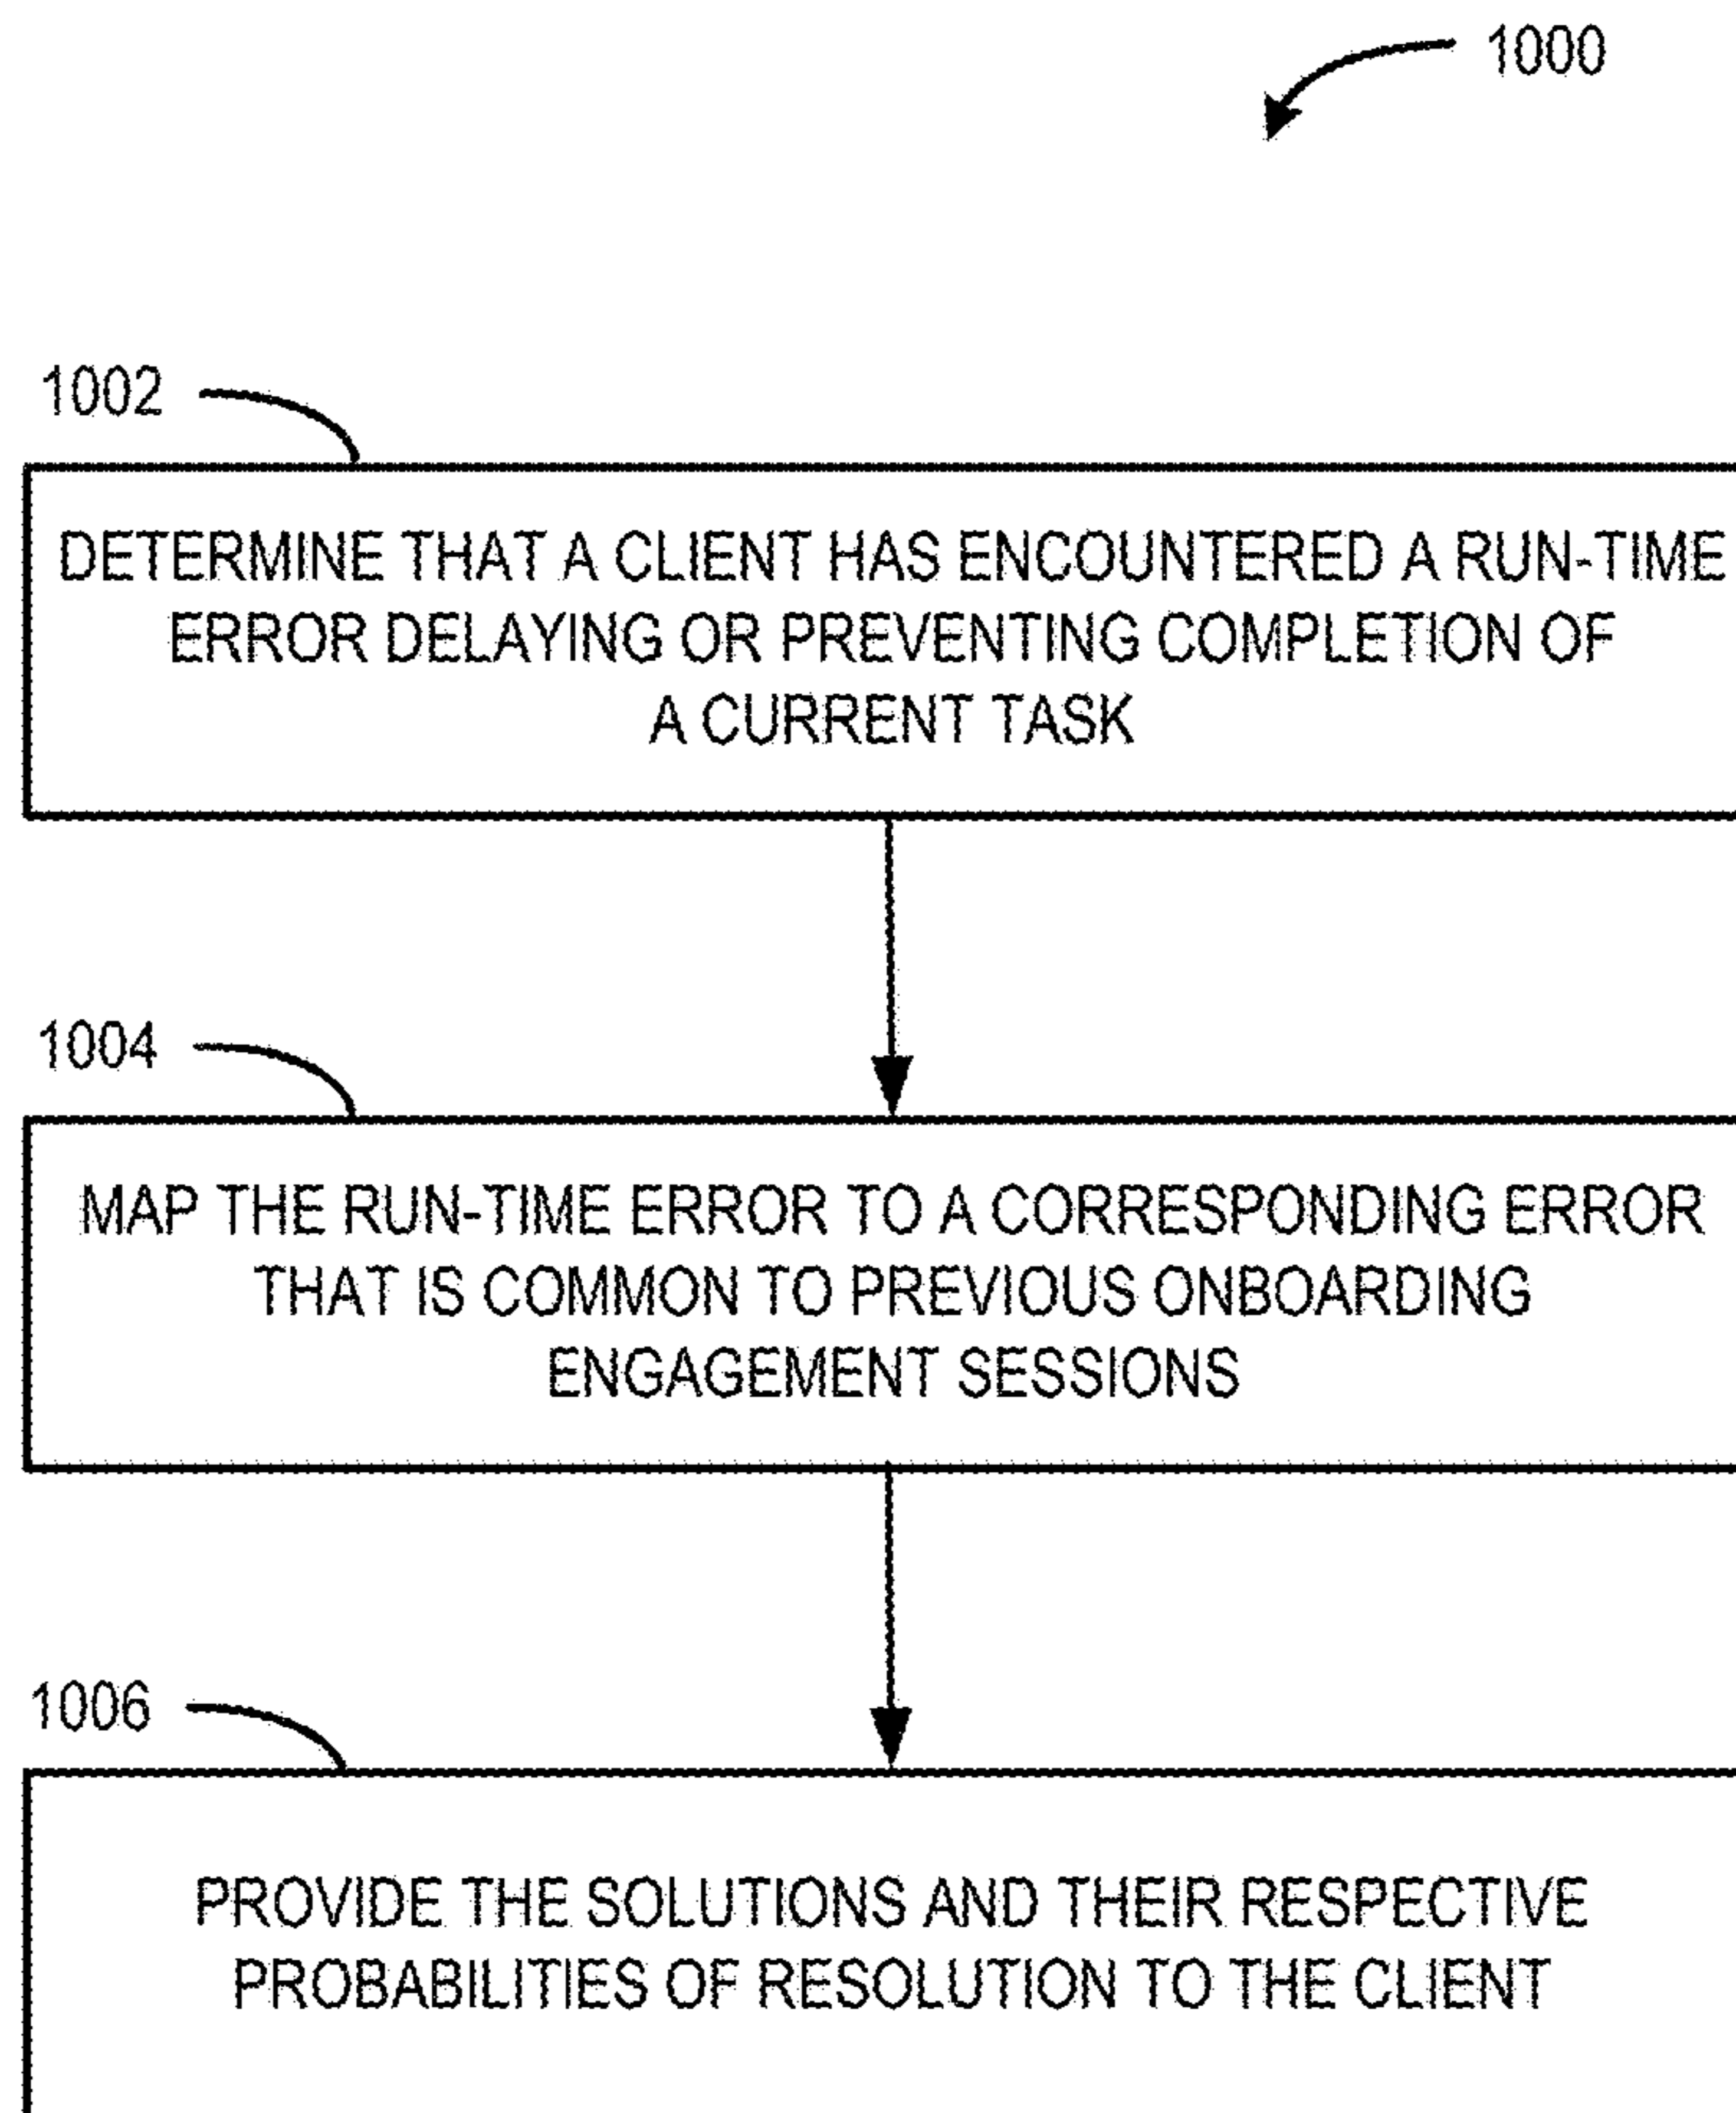 1000
1002
DETERMINE THAT A CLIENT HAS ENCOUNTERED A RUN-TIME
ERROR DELAYING OR PREVENTING COMPLETION OF
A CURRENT TASK
1004
MAP THE RUN-TIME ERROR TO A CORRESPONDING ERROR
THAT IS COMMON TO PREVIOUS ONBOARDING
ENGAGEMENT SESSIONS
1006
PROVIDE THE SOLUTIONS AND THEIR RESPECTIVE
PROBABILITIES OF RESOLUTION TO THE CLIENT